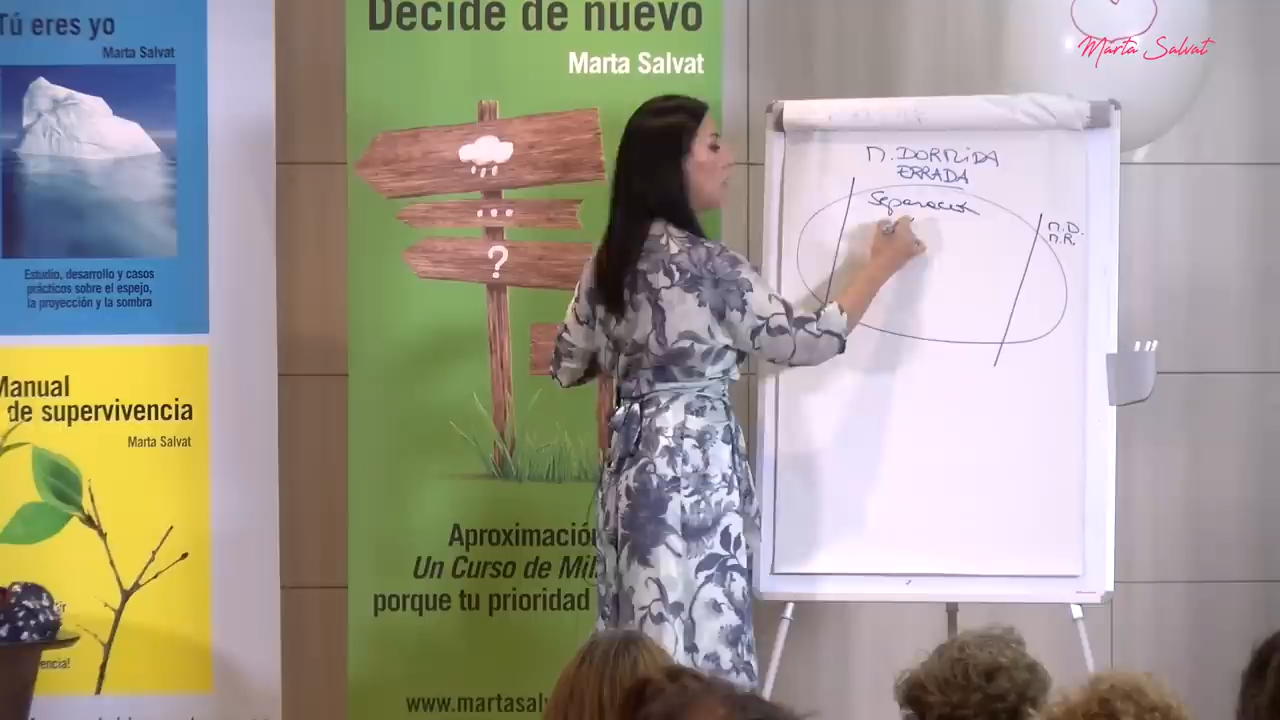 Tú eres yo
Marta Salvat
Estudio, desarrollo y casos
prácticos sobre el espejo,
la proyección y la sombra
Manual
de supervivencia
Marta Salvat
encia!
Decide de nuevo
Marta Salvat
?
Aproximación
Un Curso de Mil
porque tu prioridad
www.martasal
Marta Salvat
M. DORMIDA
ERRADA
Separación
M.D.
M.R.